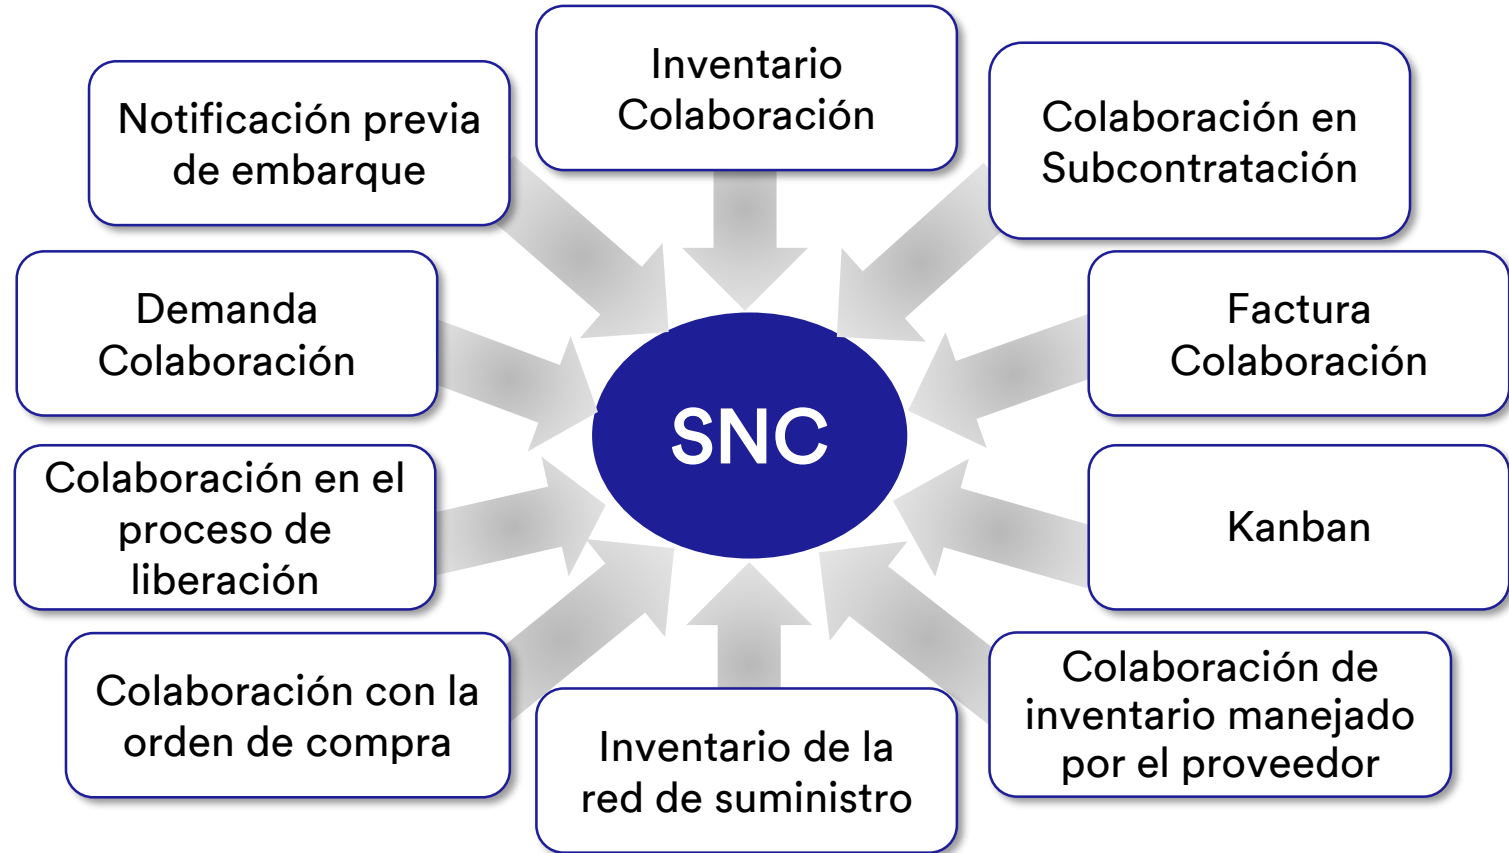 Inventario
Colaboración
Notificación previa
de embarque
Colaboración en
Subcontratación
Demanda
Colaboración
Factura
Colaboración
SNC
Colaboración en el
proceso de
liberación
Kanban
Colaboración con la
orden de compra
Inventario de la
red de suministro
Colaboración de
inventario manejado
por el proveedor